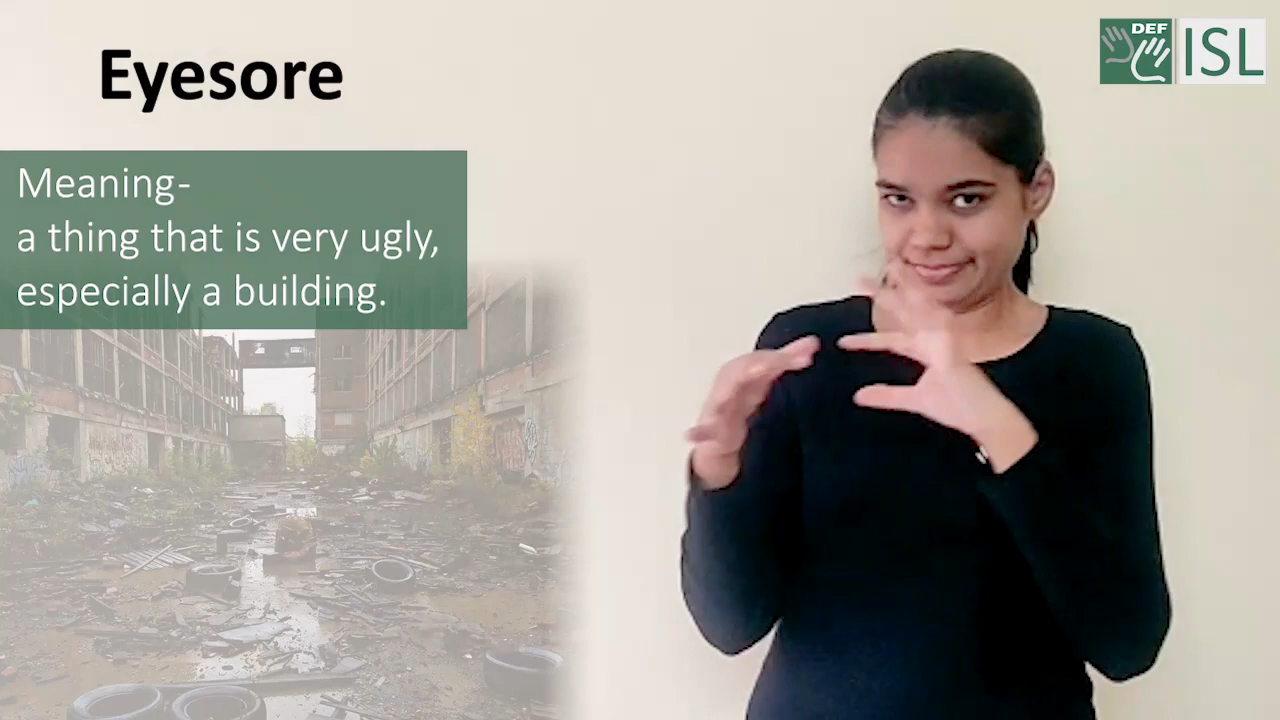 Eyesore
Meaning-
a thing that is very ugly,
especially a building.
DEF
ISL